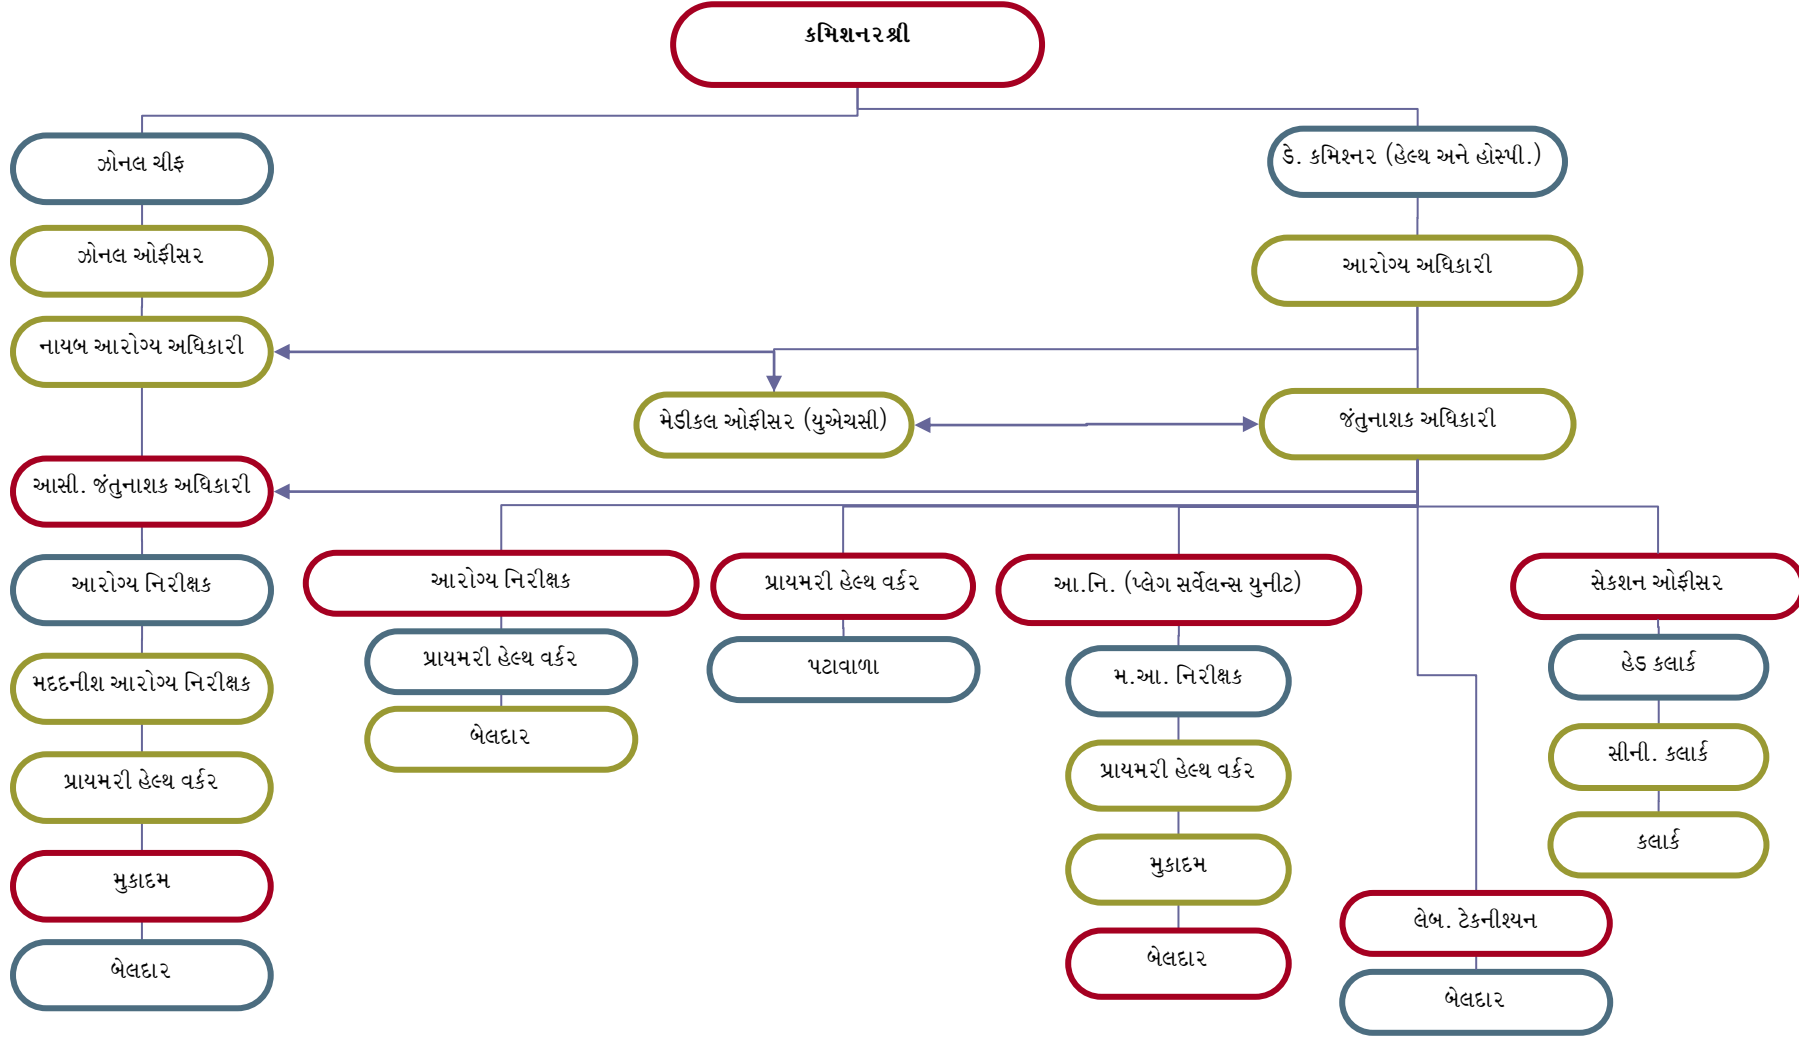 કમિશનરશ્રી
ઝોનલ ચીફ
ડે. કમિશ્નર (હેલ્થ અને હોસ્પી.)
ઝોનલ ઓફીસર
આરોગ્ય અધિકારી
નાયબ આરોગ્ય અધિકારી
મેડીકલ ઓફીસર (યુએચસી)
જંતુનાશક અધિકારી
આસી. જંતુનાશક અધિકારી
આરોગ્ય નિરીક્ષક
આરોગ્ય નિરીક્ષક
પ્રાયમરી હેલ્થ વર્કર
આ.નિ. (પ્લેગ સર્વેલન્સ યુનીટ)
સેકશન ઓફીસર
પ્રાયમરી હેલ્થ વર્કર
પટાવાળા
મ.આ. નિરીક્ષક
હેડ કલાર્ક
મદદનીશ આરોગ્ય નિરીક્ષક
બેલદાર
સીની. કલાર્ક
પ્રાયમરી હેલ્થ વર્કર
પ્રાયમરી હેલ્થ વર્કર
કલાર્ક
મુકાદમ
મુકાદમ
લેબ. ટેકનીશ્યન
બેલદાર
બેલદાર
બેલદાર